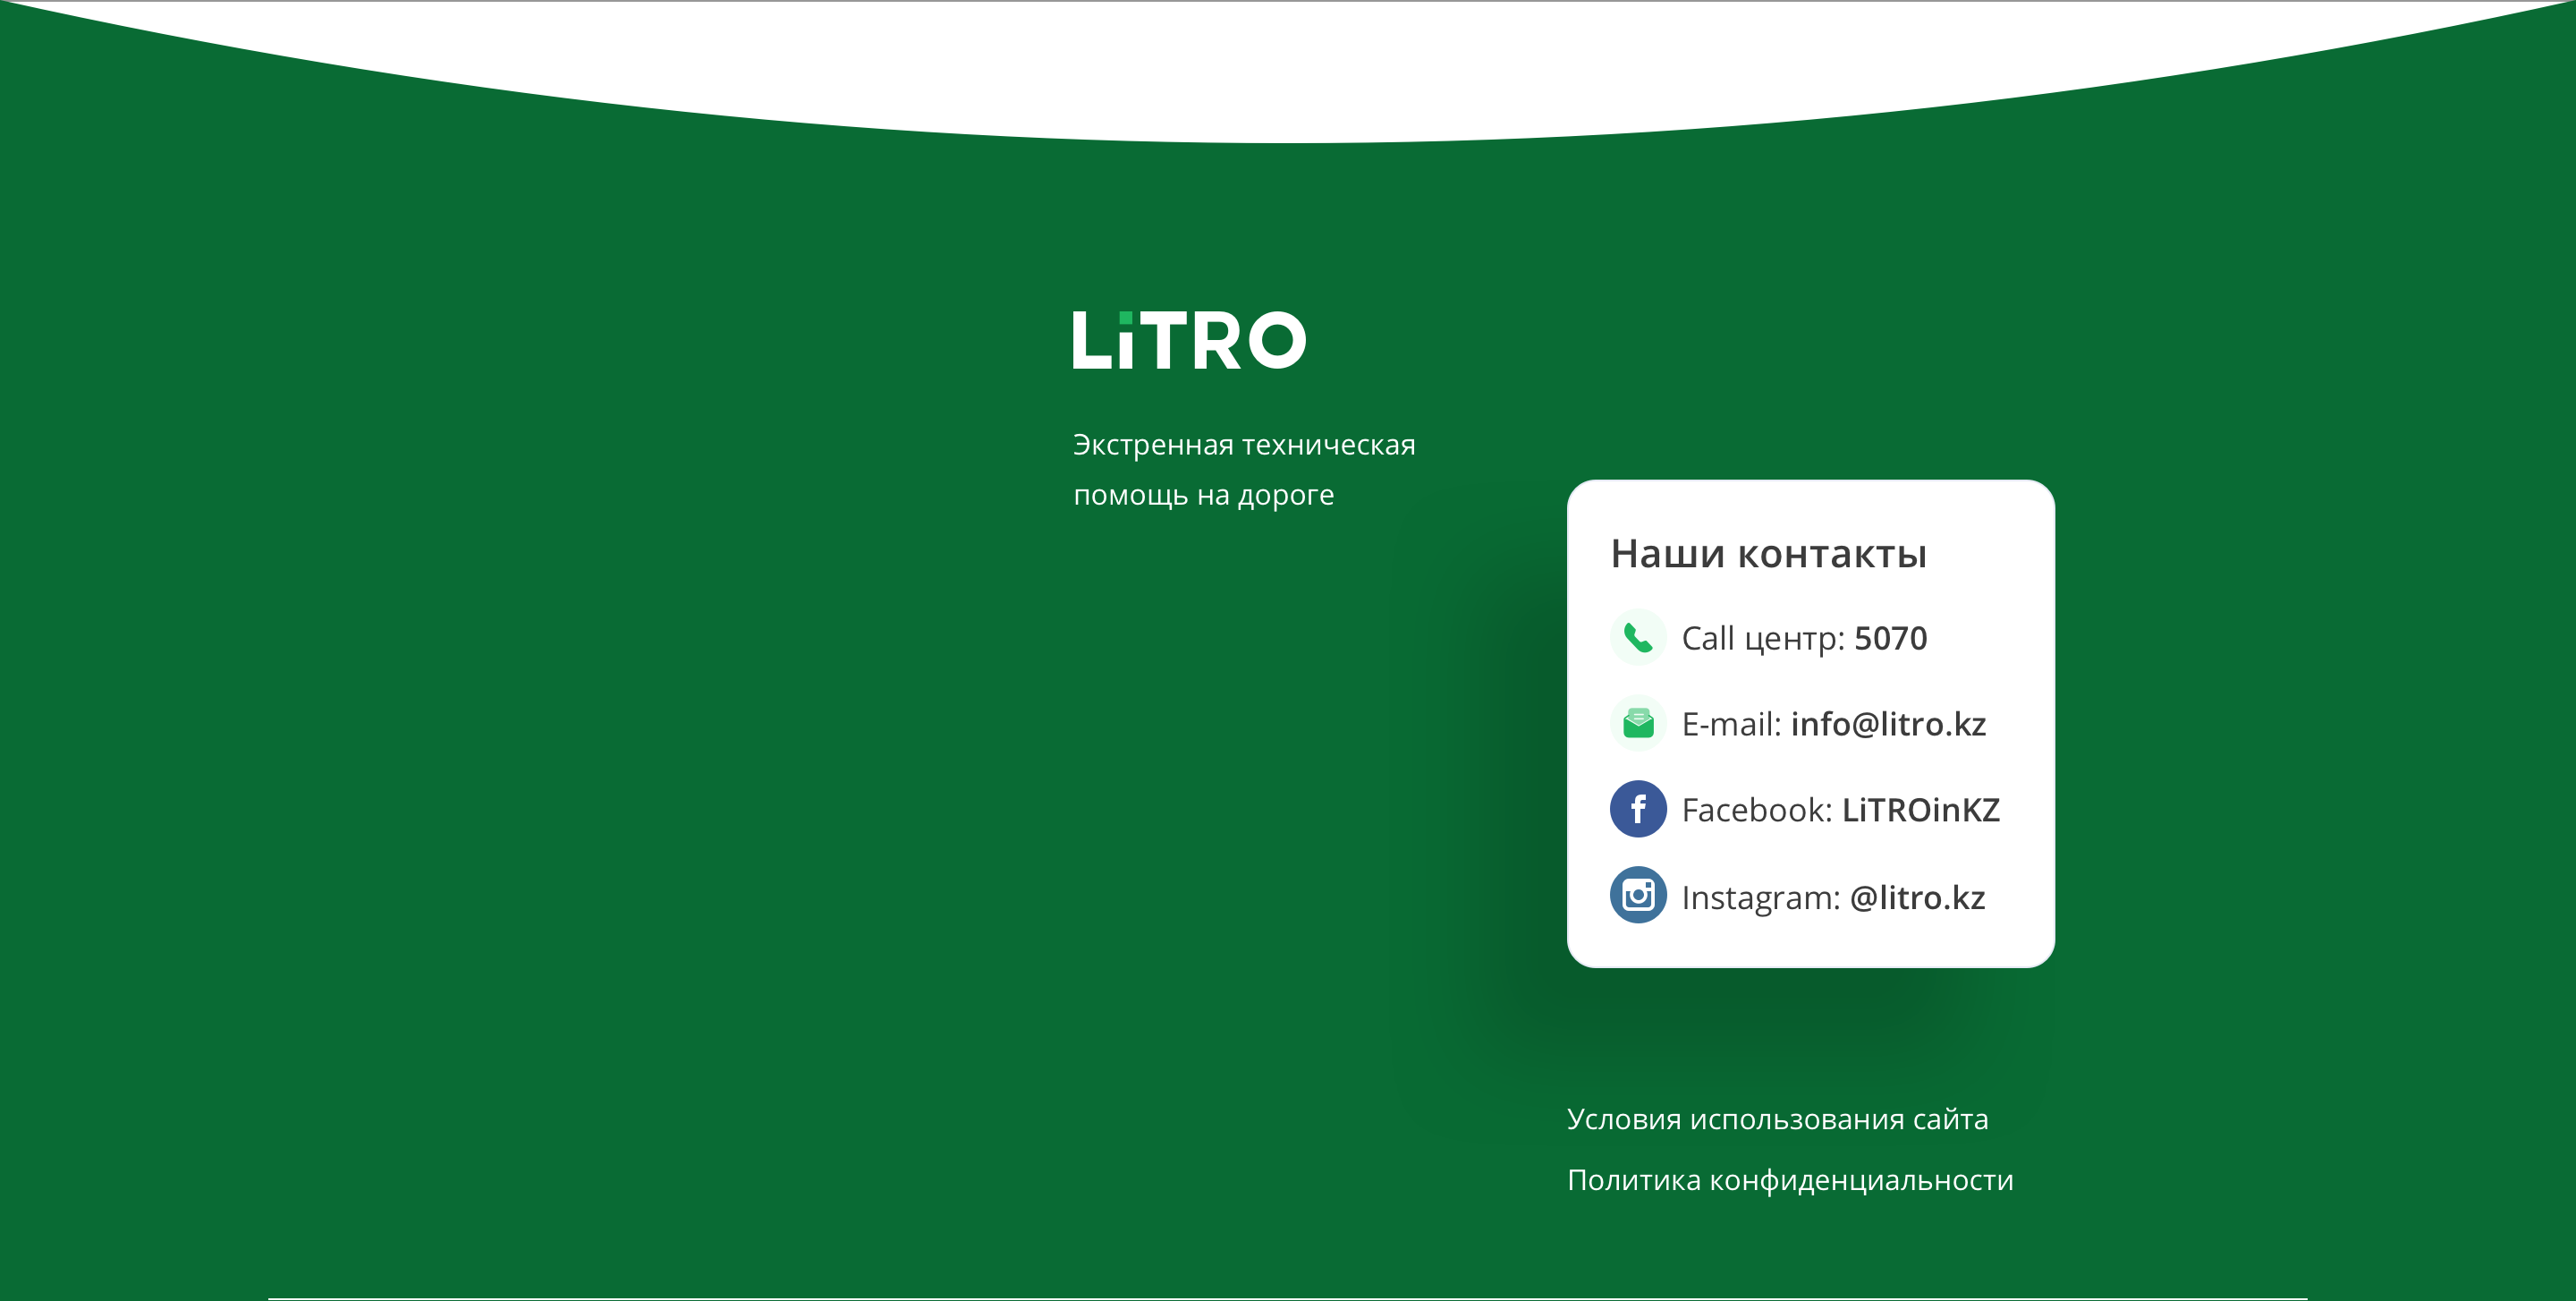 LiTRO
Экстренная техническая
помощь на дороге
Наши контакты
Call центр: 5070
E-mail: info@litro.kz
Facebook: LiTROinKZ
Instagram: @litro.kz
Условия использования сайта
Политика конфиденциальности